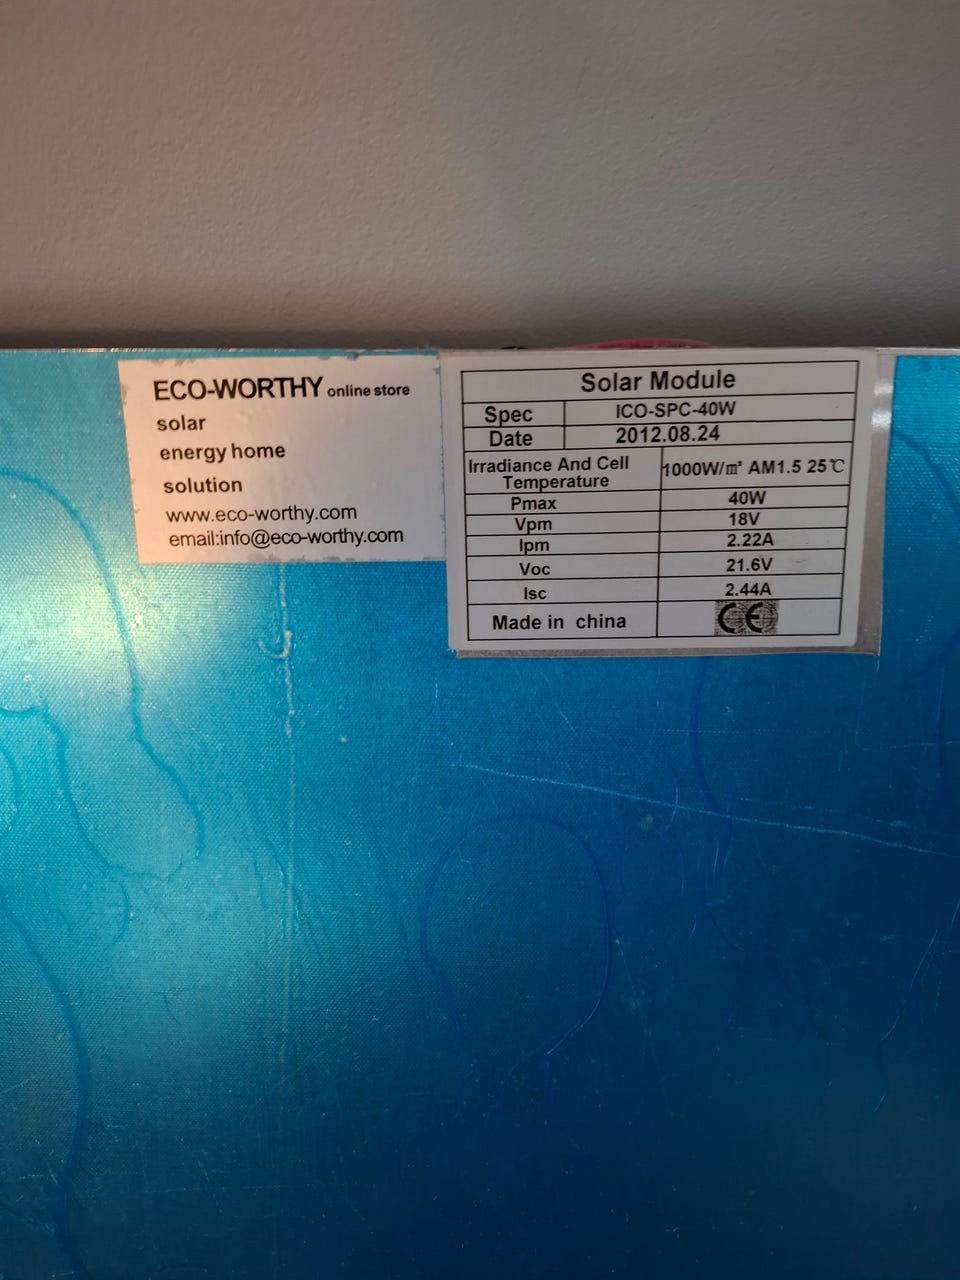 ECO-WORTHY online store
solar
energy home
solution
www.eco-worthy.com
email:info@eco-worthy.com
Solar Module
Spec ICO-SPC-40W
Date 2012.08.24
Irradiance And Cell Temperature 1000W/㎡ AM1.5 25℃
Pmax 40W
Vpm 18V
Ipm 2.22A
Voc 21.6V
Isc 2.44A
Made in china CE